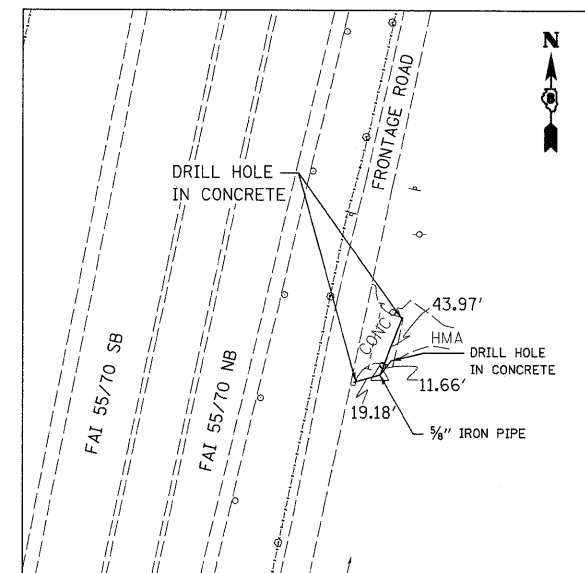 N
FRONTAGE ROAD
DRILL HOLE
IN CONCRETE
43.97'
CONC
HMA
DRILL HOLE
IN CONCRETE
11.66'
19.18'
⅝" IRON PIPE
FAI 55/70 SB
FAI 55/70 NB